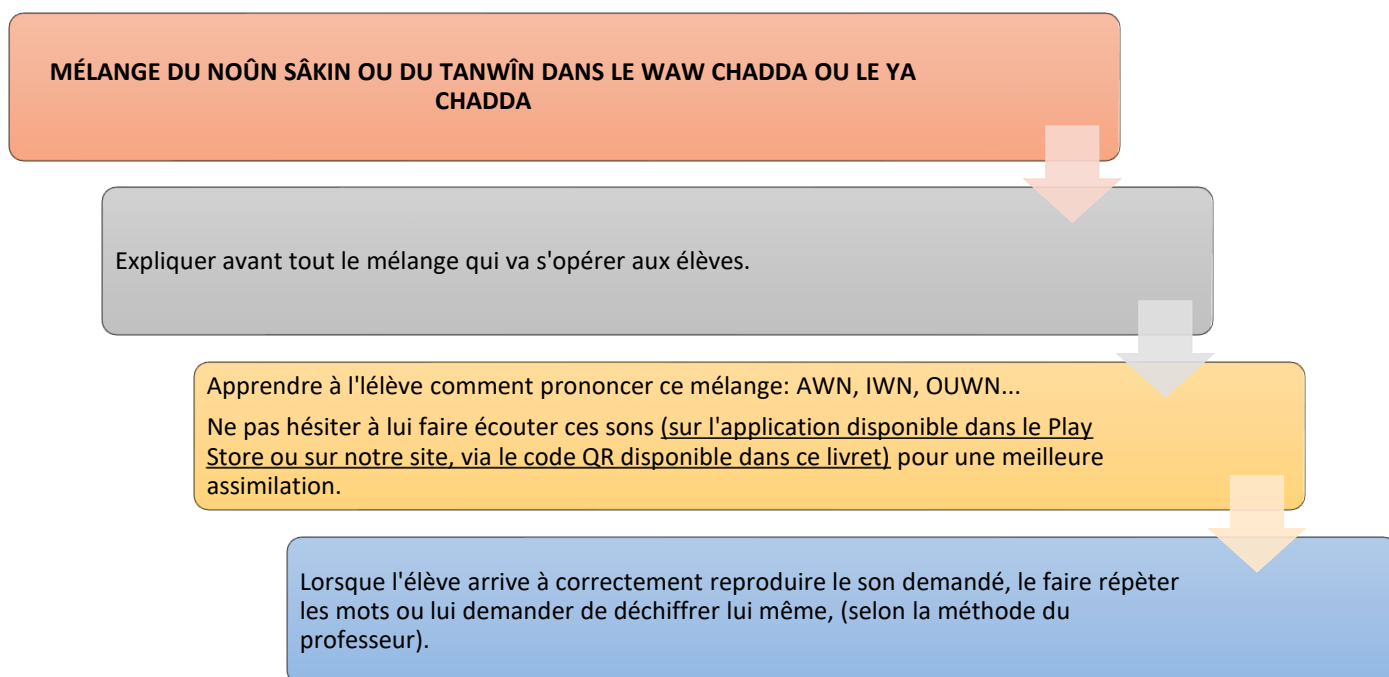 MÉLANGE DU NOÛN SÂKIN OU DU TANWÎN DANS LE WAW CHADDA OU LE YA
CHADDA
Expliquer avant tout le mélange qui va s'opérer aux élèves.
Apprendre à l'lélève comment prononcer ce mélange: AWN, IWN, OUWN...
Ne pas hésiter à lui faire écouter ces sons (sur l'application disponible dans le Play
Store ou sur notre site, via le code QR disponible dans ce livret) pour une meilleure
assimilation.
Lorsque l'élève arrive à correctement reproduire le son demandé, le faire répèter
les mots ou lui demander de déchiffrer lui même, (selon la méthode du
professeur).